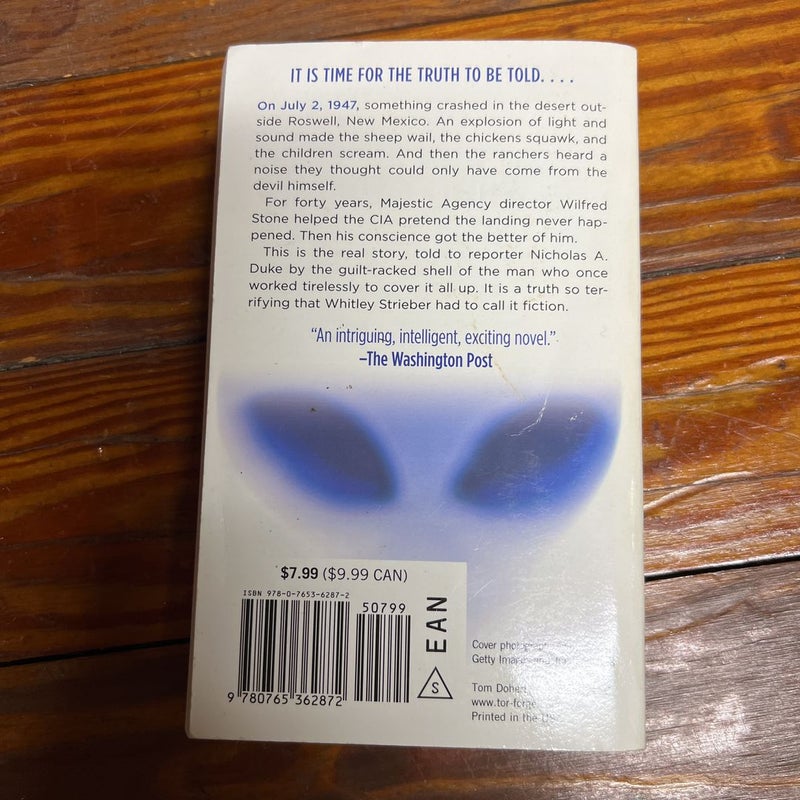 IT IS TIME FOR THE TRUTH TO BE TOLD. . . .
On July 2, 1947, something crashed in the desert out-
side Roswell, New Mexico. An explosion of light and
sound made the sheep wail, the chickens squawk, and
the children scream. And then the ranchers heard a
noise they thought could only have come from the
devil himself.
For forty years, Majestic Agency director Wilfred
Stone helped the CIA pretend the landing never hap-
pened. Then his conscience got the better of him.
This is the real story, told to reporter Nicholas A.
Duke by the guilt-racked shell of the man who once
worked tirelessly to cover it all up. It is a truth so ter-
rifying that Whitley Strieber had to call it fiction.
“An intriguing, intelligent, exciting novel.”
–The Washington Post
$7.99 ($9.99 CAN)
ISBN 978-0-7653-6287-2
50799
EAN
S
9 780765 362872
Cover
Getty
Tom
Printed in the